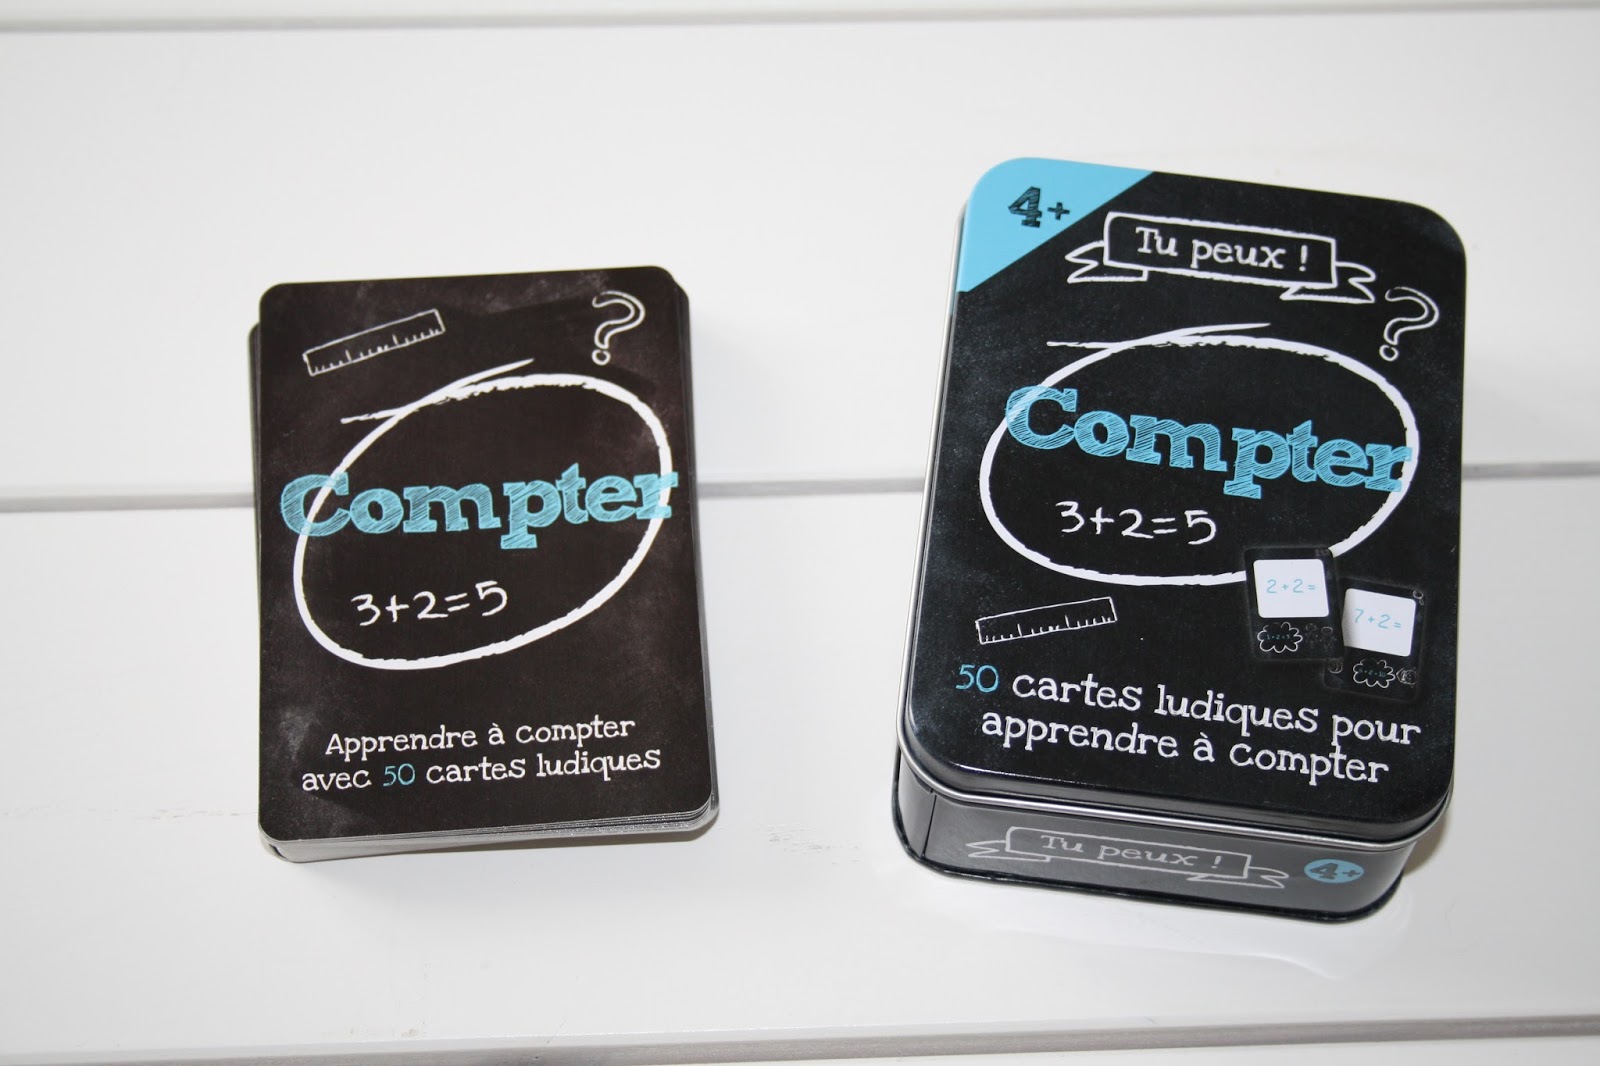 Compter
3+2=5
Apprendre à compter
avec 50 cartes ludiques
4+
Tu peux !
Compter
3+2=5
2+2=
7+2=
50 cartes ludiques pour
apprendre à compter
Tu peux !
4+